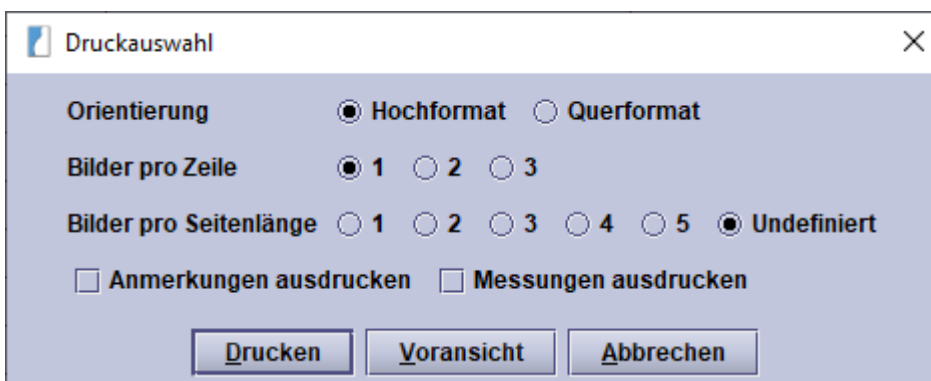 Druckauswahl
Orientierung Hochformat Querformat
Bilder pro Zeile 1 2 3
Bilder pro Seitenlänge 1 2 3 4 5 Undefiniert
Anmerkungen ausdrucken Messungen ausdrucken
Drucken Voransicht Abbrechen